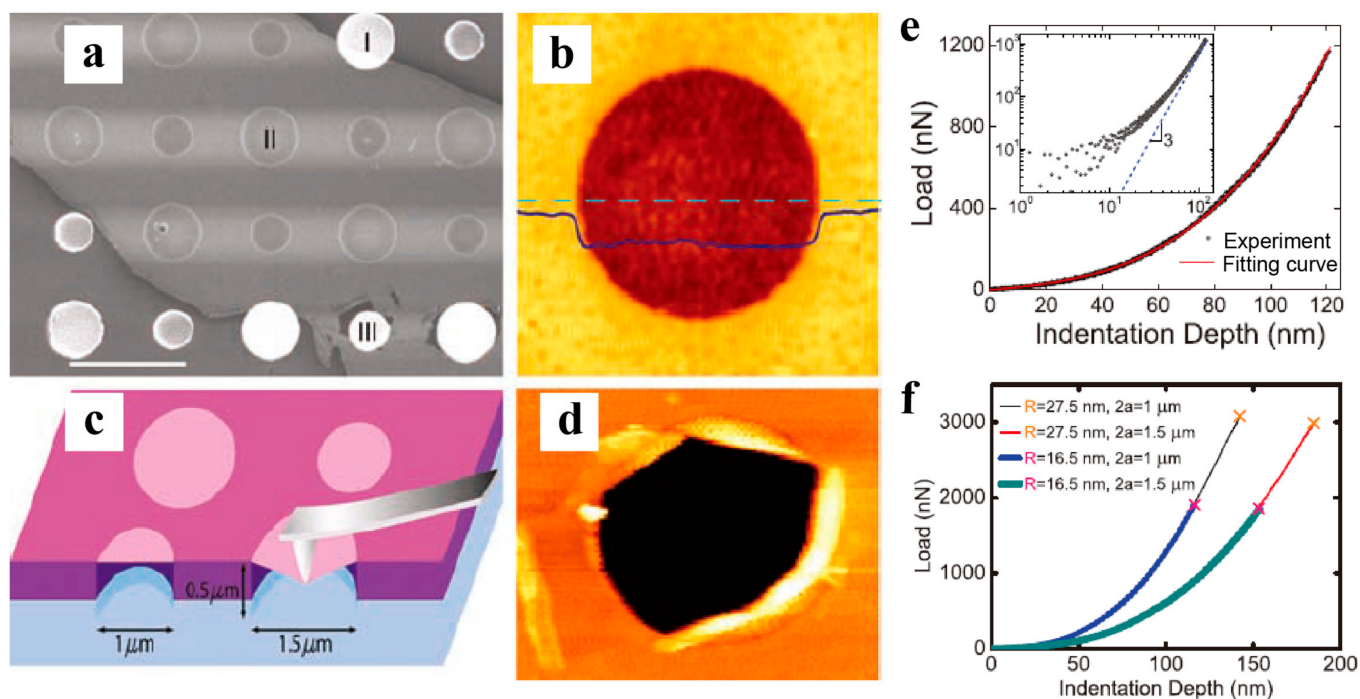 a
I
II
III
b
c
0.5μm
1μm
1.5μm
d
e
Load (nN)
1200
800
400
0
10³
10²
10¹
10⁰
10¹
10²
3
Experiment
Fitting curve
0 20 40 60 80 100 120
Indentation Depth (nm)
f
Load (nN)
3000
2000
1000
0
R=27.5 nm, 2a=1 μm
R=27.5 nm, 2a=1.5 μm
R=16.5 nm, 2a=1 μm
R=16.5 nm, 2a=1.5 μm
0 50 100 150 200
Indentation Depth (nm)